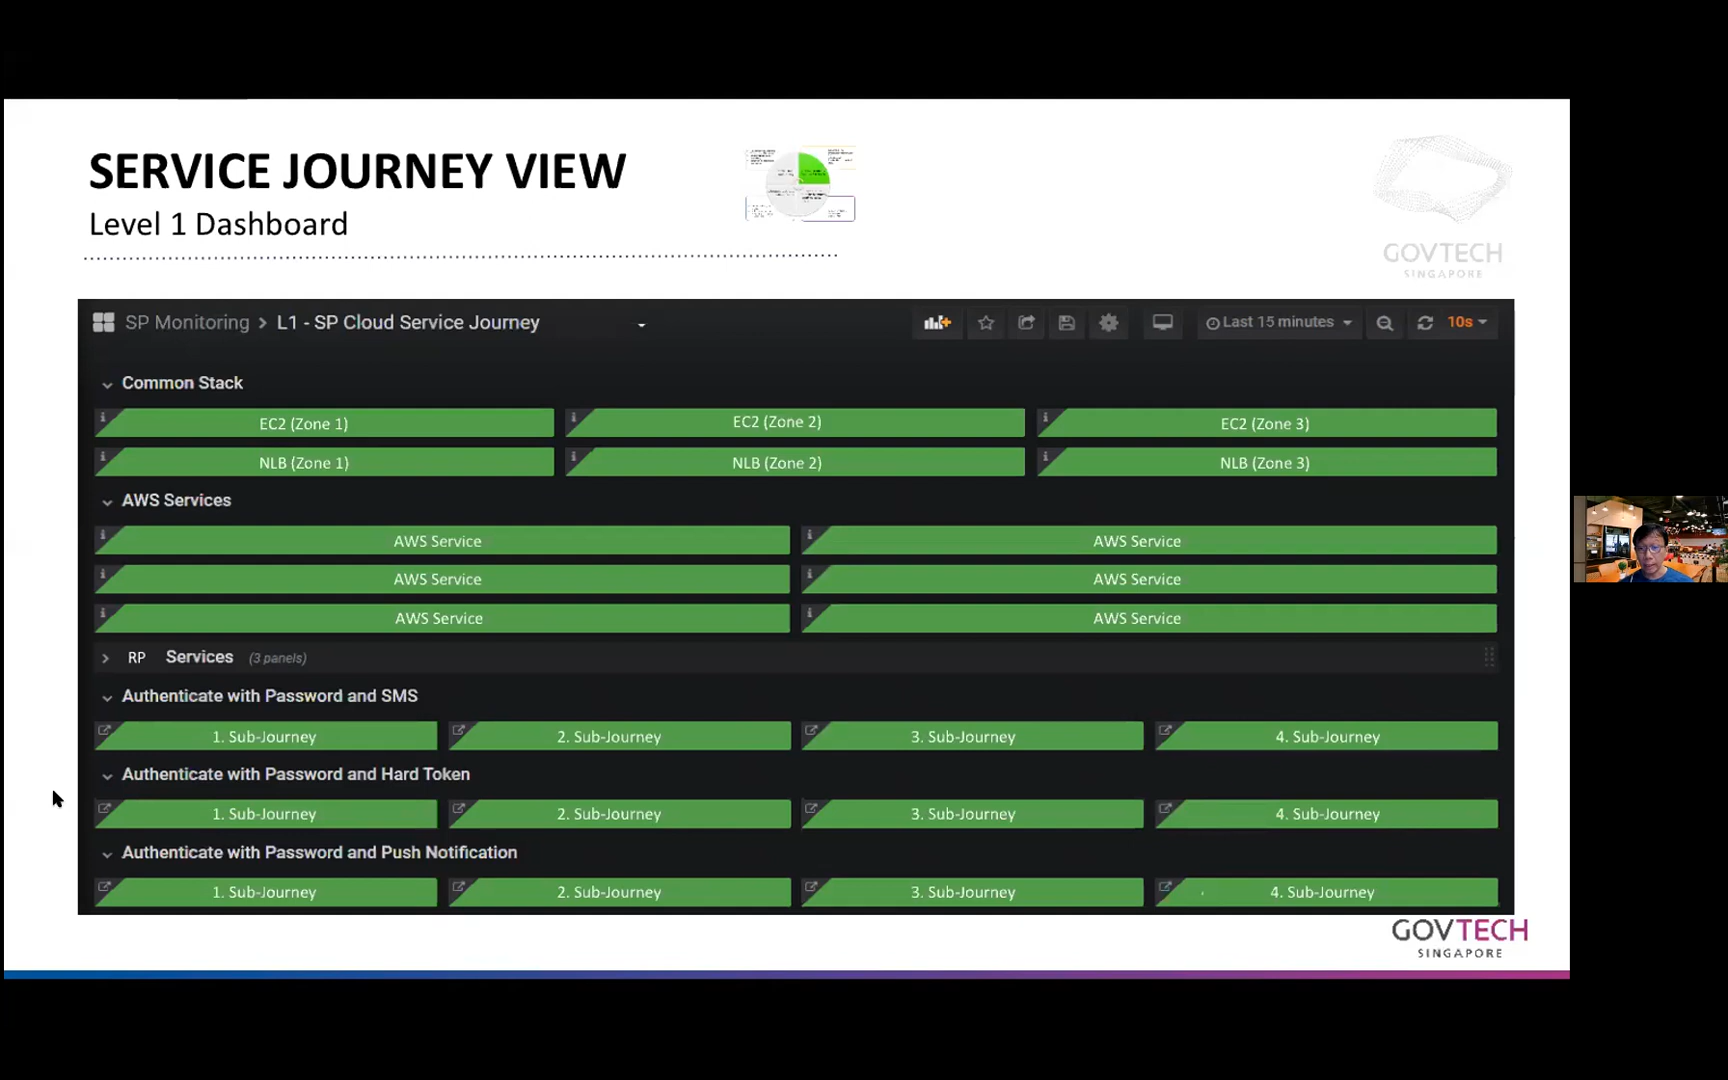 SERVICE JOURNEY VIEW
Level 1 Dashboard
GOVTECH
SINGAPORE
SP Monitoring > L1 - SP Cloud Service Journey
Last 15 minutes
10s
Common Stack
EC2 (Zone 1)
EC2 (Zone 2)
EC2 (Zone 3)
NLB (Zone 1)
NLB (Zone 2)
NLB (Zone 3)
AWS Services
AWS Service
AWS Service
AWS Service
AWS Service
AWS Service
AWS Service
RP Services (3 panels)
Authenticate with Password and SMS
1. Sub-Journey
2. Sub-Journey
3. Sub-Journey
4. Sub-Journey
Authenticate with Password and Hard Token
1. Sub-Journey
2. Sub-Journey
3. Sub-Journey
4. Sub-Journey
Authenticate with Password and Push Notification
1. Sub-Journey
2. Sub-Journey
3. Sub-Journey
4. Sub-Journey
GOVTECH
SINGAPORE